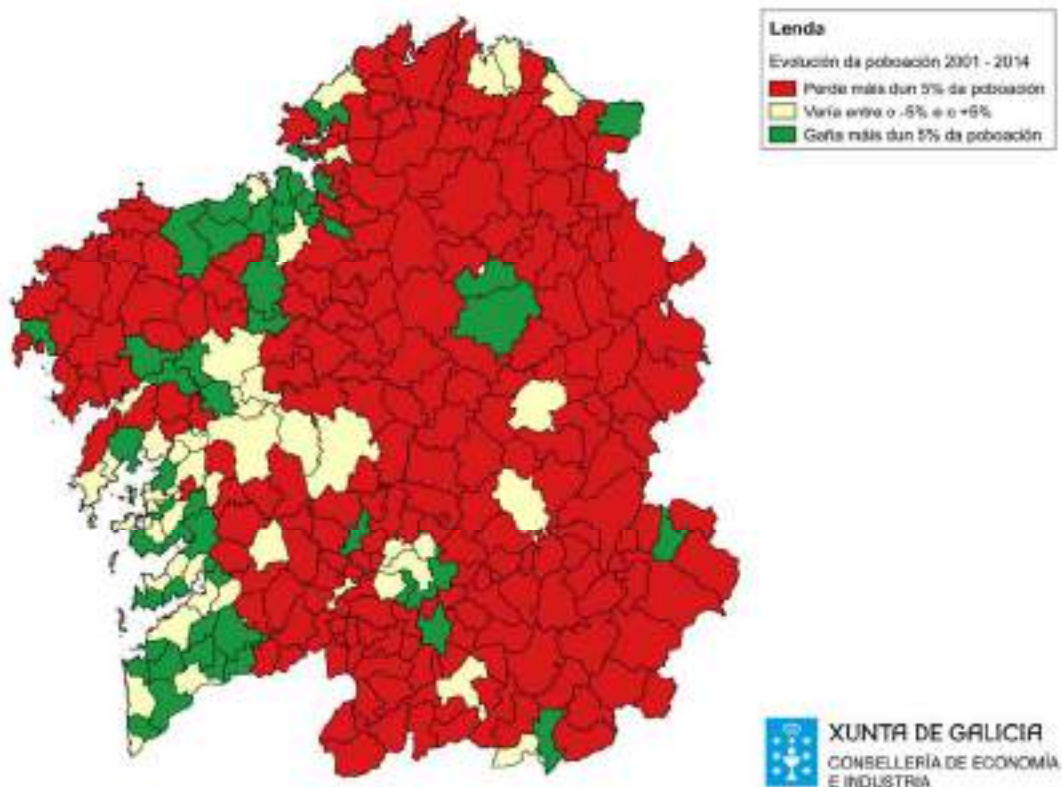 Lenda
Evolución da poboación 2001 - 2014
Perde máis dun 5% da poboación
Varía entre o -5% e o +5%
Gaña máis dun 5% da poboación
XUNTA DE GALICIA
CONSELLERÍA DE ECONOMÍA
E INDUSTRIA